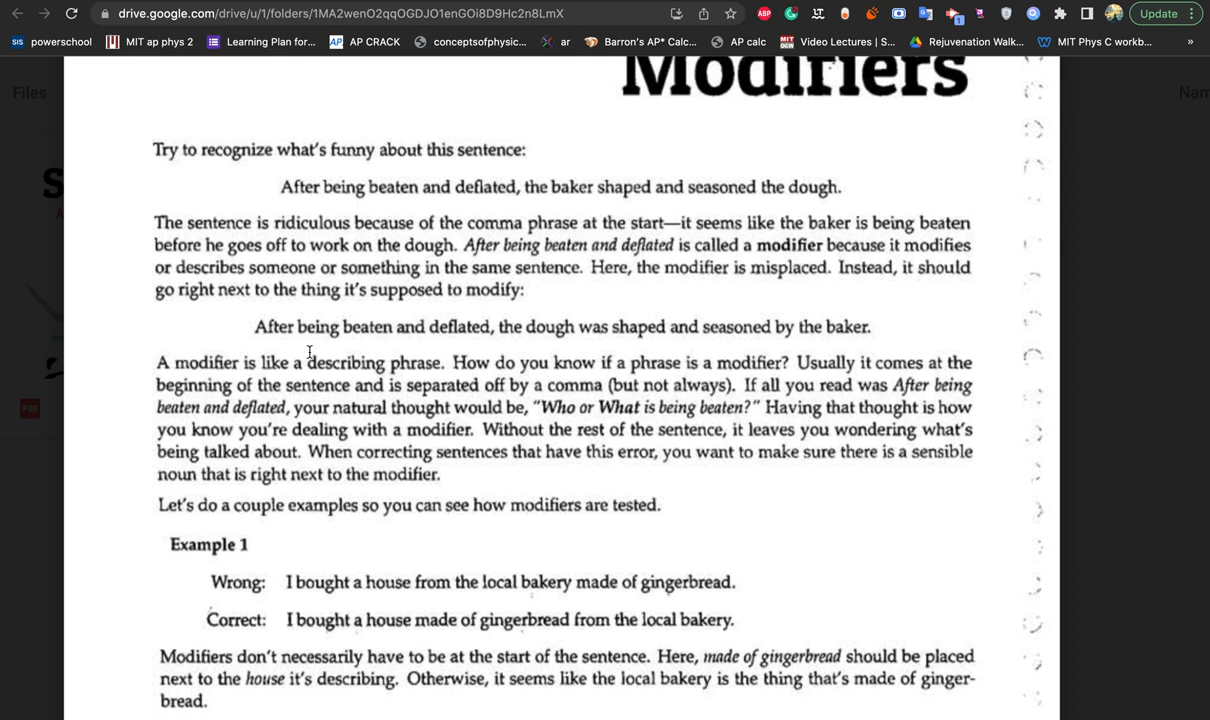 drive.google.com/drive/u/1/folders/1MA2wenO2qqOGDJO1enGOi8D9Hc2n8LmX
Update
powerschool
MIT ap phys 2
Learning Plan for...
AP CRACK
conceptsofphysic...
ar
Barron's AP* Calc...
AP calc
Video Lectures | S...
Rejuvenation Walk...
MIT Phys C workb...
»
Files
Modifiers
Try to recognize what's funny about this sentence:
After being beaten and deflated, the baker shaped and seasoned the dough.
The sentence is ridiculous because of the comma phrase at the start—it seems like the baker is being beaten
before he goes off to work on the dough. After being beaten and deflated is called a modifier because it modifies
or describes someone or something in the same sentence. Here, the modifier is misplaced. Instead, it should
go right next to the thing it's supposed to modify:
After being beaten and deflated, the dough was shaped and seasoned by the baker.
A modifier is like a describing phrase. How do you know if a phrase is a modifier? Usually it comes at the
beginning of the sentence and is separated off by a comma (but not always). If all you read was After being
beaten and deflated, your natural thought would be, "Who or What is being beaten?" Having that thought is how
you know you're dealing with a modifier. Without the rest of the sentence, it leaves you wondering what's
being talked about. When correcting sentences that have this error, you want to make sure there is a sensible
noun that is right next to the modifier.
Let's do a couple examples so you can see how modifiers are tested.
Example 1
Wrong: I bought a house from the local bakery made of gingerbread.
Correct: I bought a house made of gingerbread from the local bakery.
Modifiers don't necessarily have to be at the start of the sentence. Here, made of gingerbread should be placed
next to the house it's describing. Otherwise, it seems like the local bakery is the thing that's made of ginger-
bread.